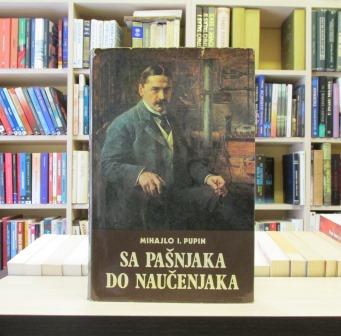 MIHAJLO I. PUPIN
SA PAŠNJAKA
DO NAUČENJAKA